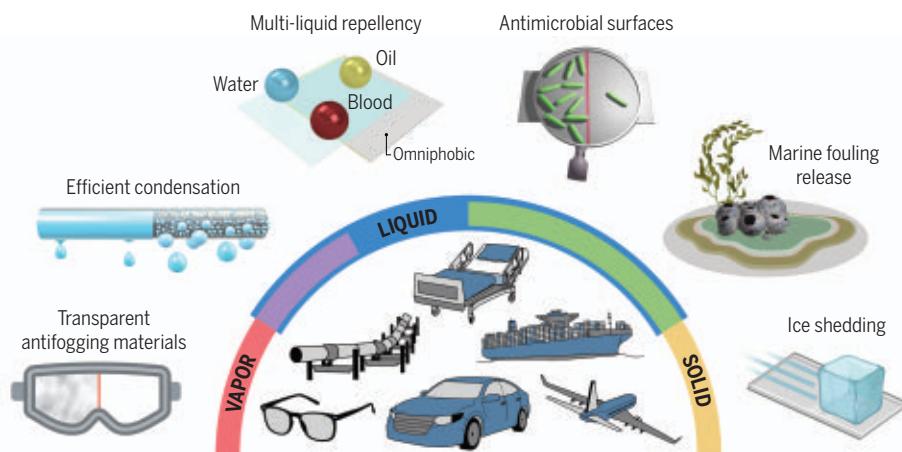 Multi-liquid repellency
Antimicrobial surfaces
Water
Oil
Blood
Omniphobic
Marine fouling
release
Efficient condensation
LIQUID
Transparent
antifogging materials
Ice shedding
VAPOR
SOLID